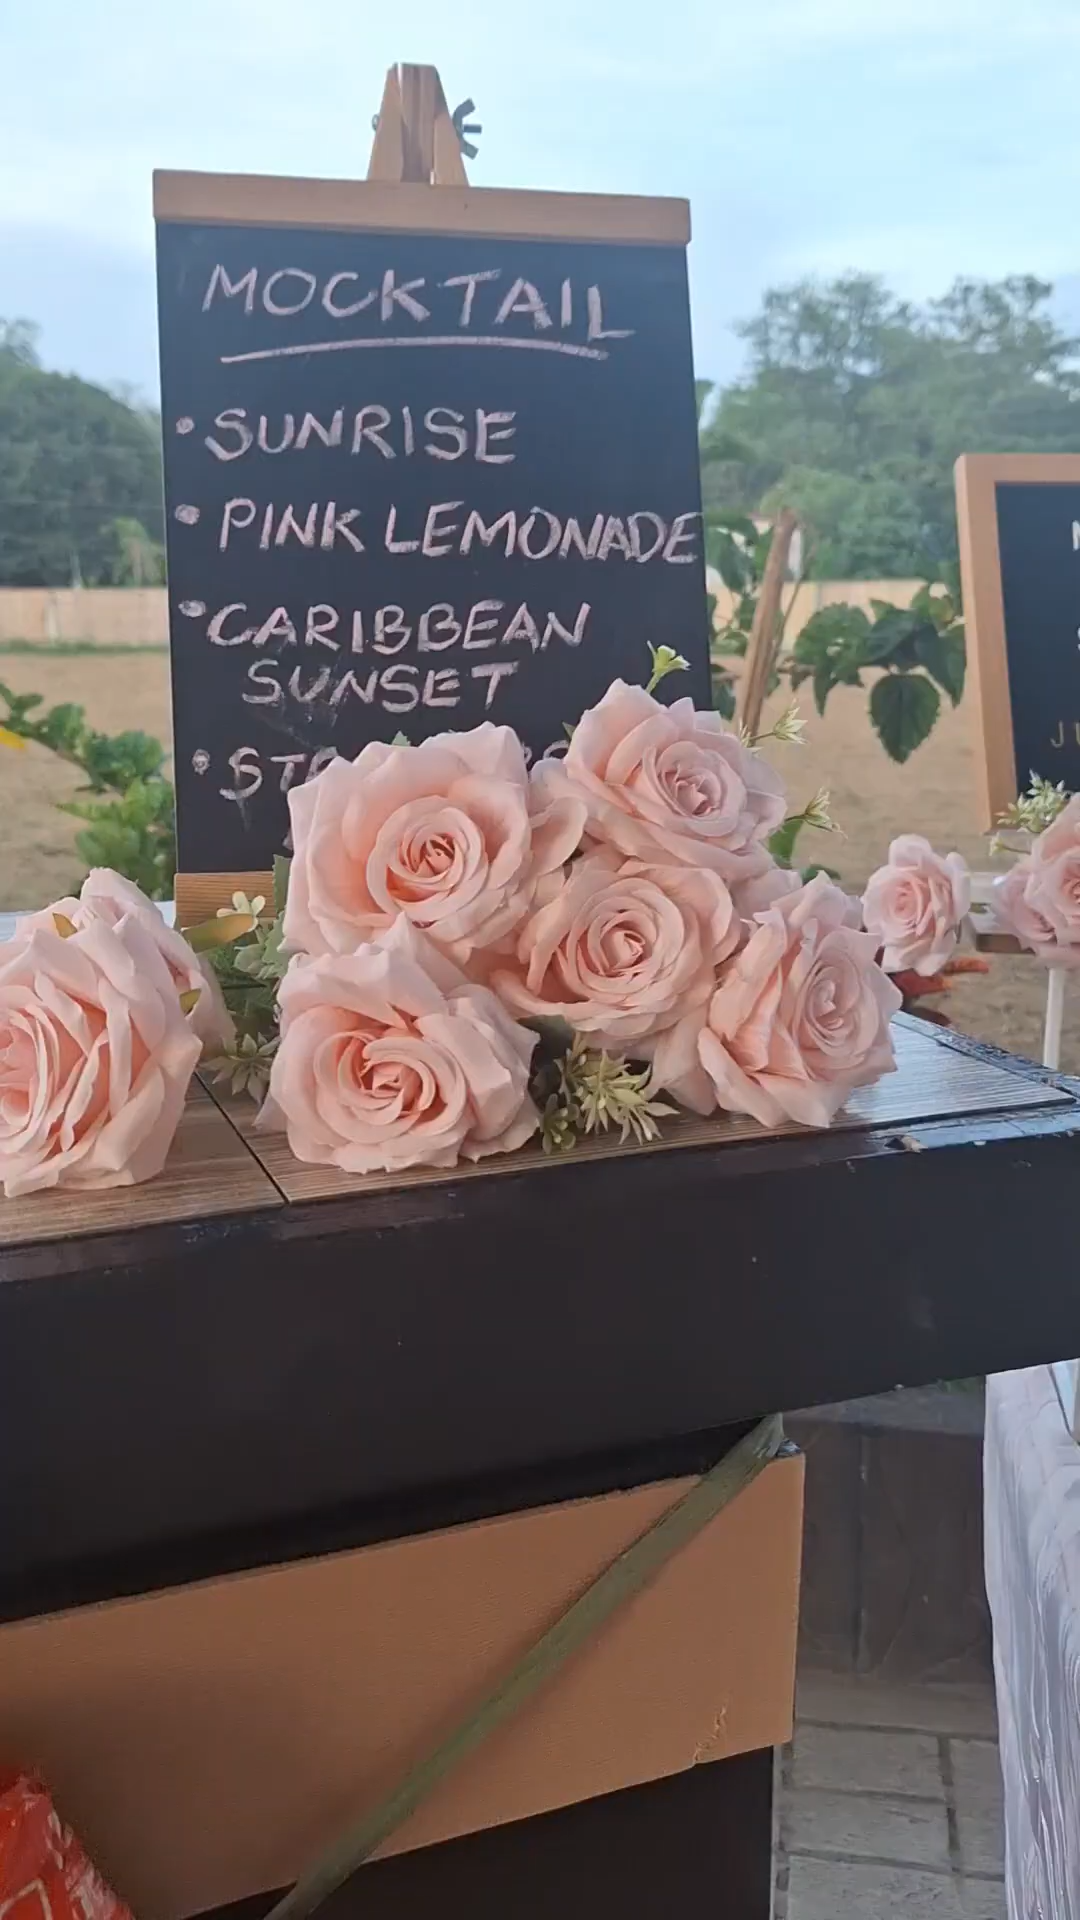 MOCKTAIL
• SUNRISE
• PINK LEMONADE
• CARIBBEAN
SUNSET